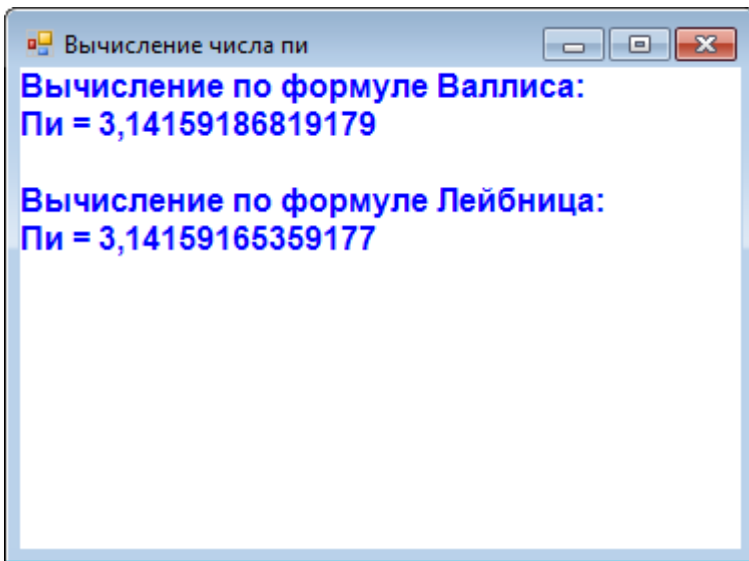 Вычисление числа пи
Вычисление по формуле Валлиса:
Пи = 3,14159186819179
Вычисление по формуле Лейбница:
Пи = 3,14159165359177